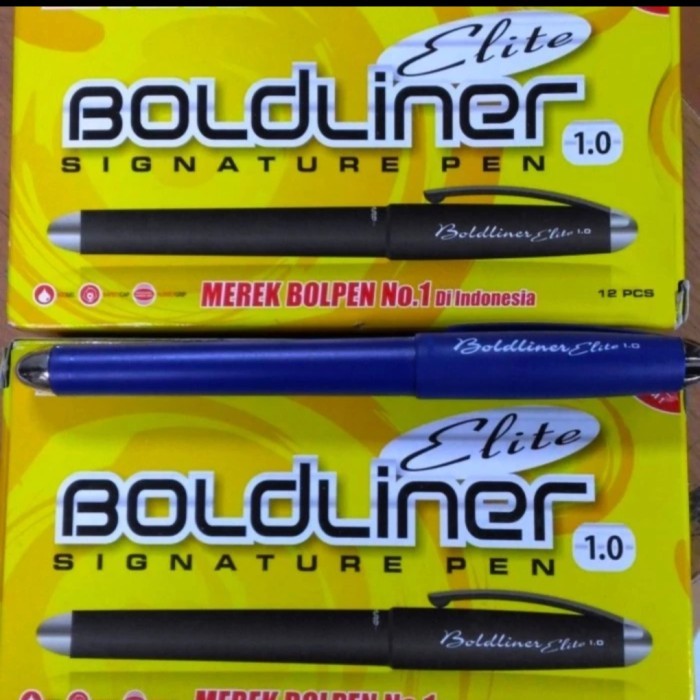 Elite
BOLDLINER
SIGNATURE PEN 1.0
Boldliner Elite 1.0
MEREK BOLPEN No.1 Di Indonesia
12 PCS
Boldliner Elite 1.0
Elite
BOLDLINER
SIGNATURE PEN 1.0
Boldliner Elite 1.0
MEREK BOLPEN No.1